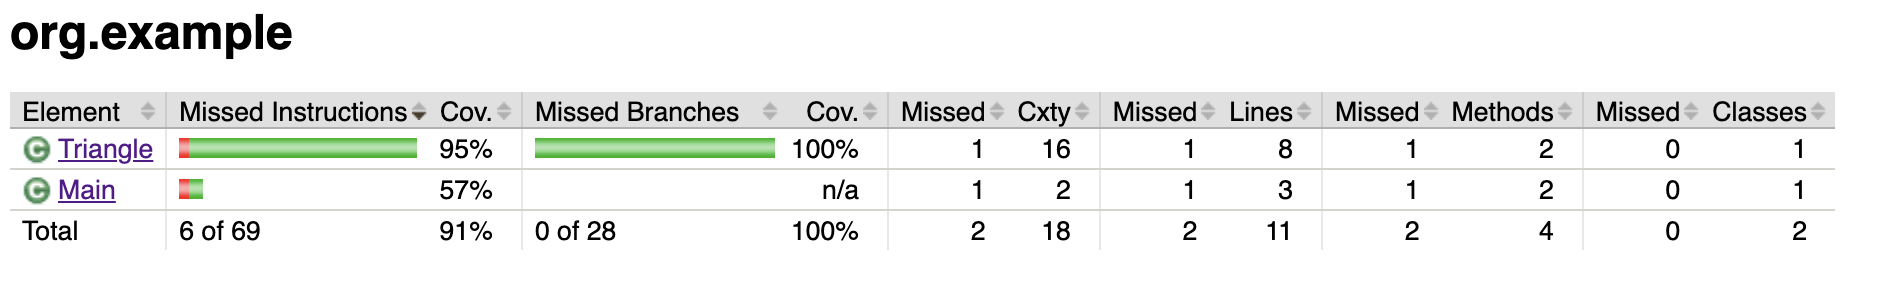 org.example
Element Missed Instructions Cov. Missed Branches Cov. Missed Cxty Missed Lines Missed Methods Missed Classes
C Triangle 95% 100% 1 16 1 8 1 2 0 1
C Main 57% n/a 1 2 1 3 1 2 0 1
Total 6 of 69 91% 0 of 28 100% 2 18 2 11 2 4 0 2